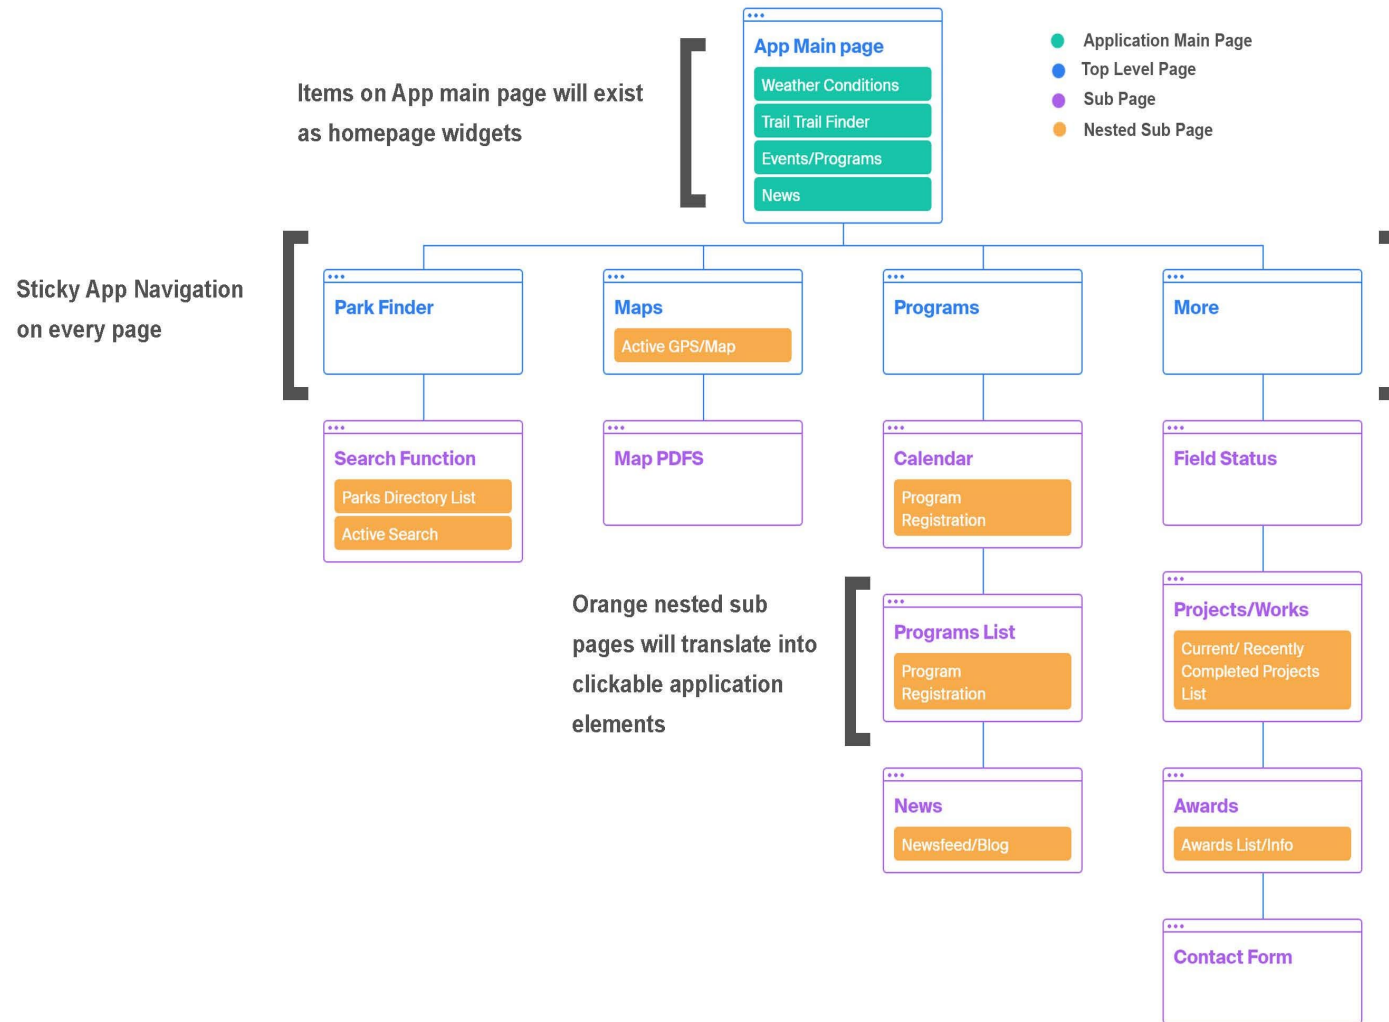 App Main page
Weather Conditions
Trail Trail Finder
Events/Programs
News
Application Main Page
Top Level Page
Sub Page
Nested Sub Page
Items on App main page will exist
as homepage widgets
Sticky App Navigation
on every page
Park Finder
Maps
Active GPS/Map
Programs
More
Search Function
Parks Directory List
Active Search
Map PDFS
Calendar
Program
Registration
Field Status
Orange nested sub
pages will translate into
clickable application
elements
Programs List
Program
Registration
Projects/Works
Current/ Recently
Completed Projects
List
News
Newsfeed/Blog
Awards
Awards List/Info
Contact Form